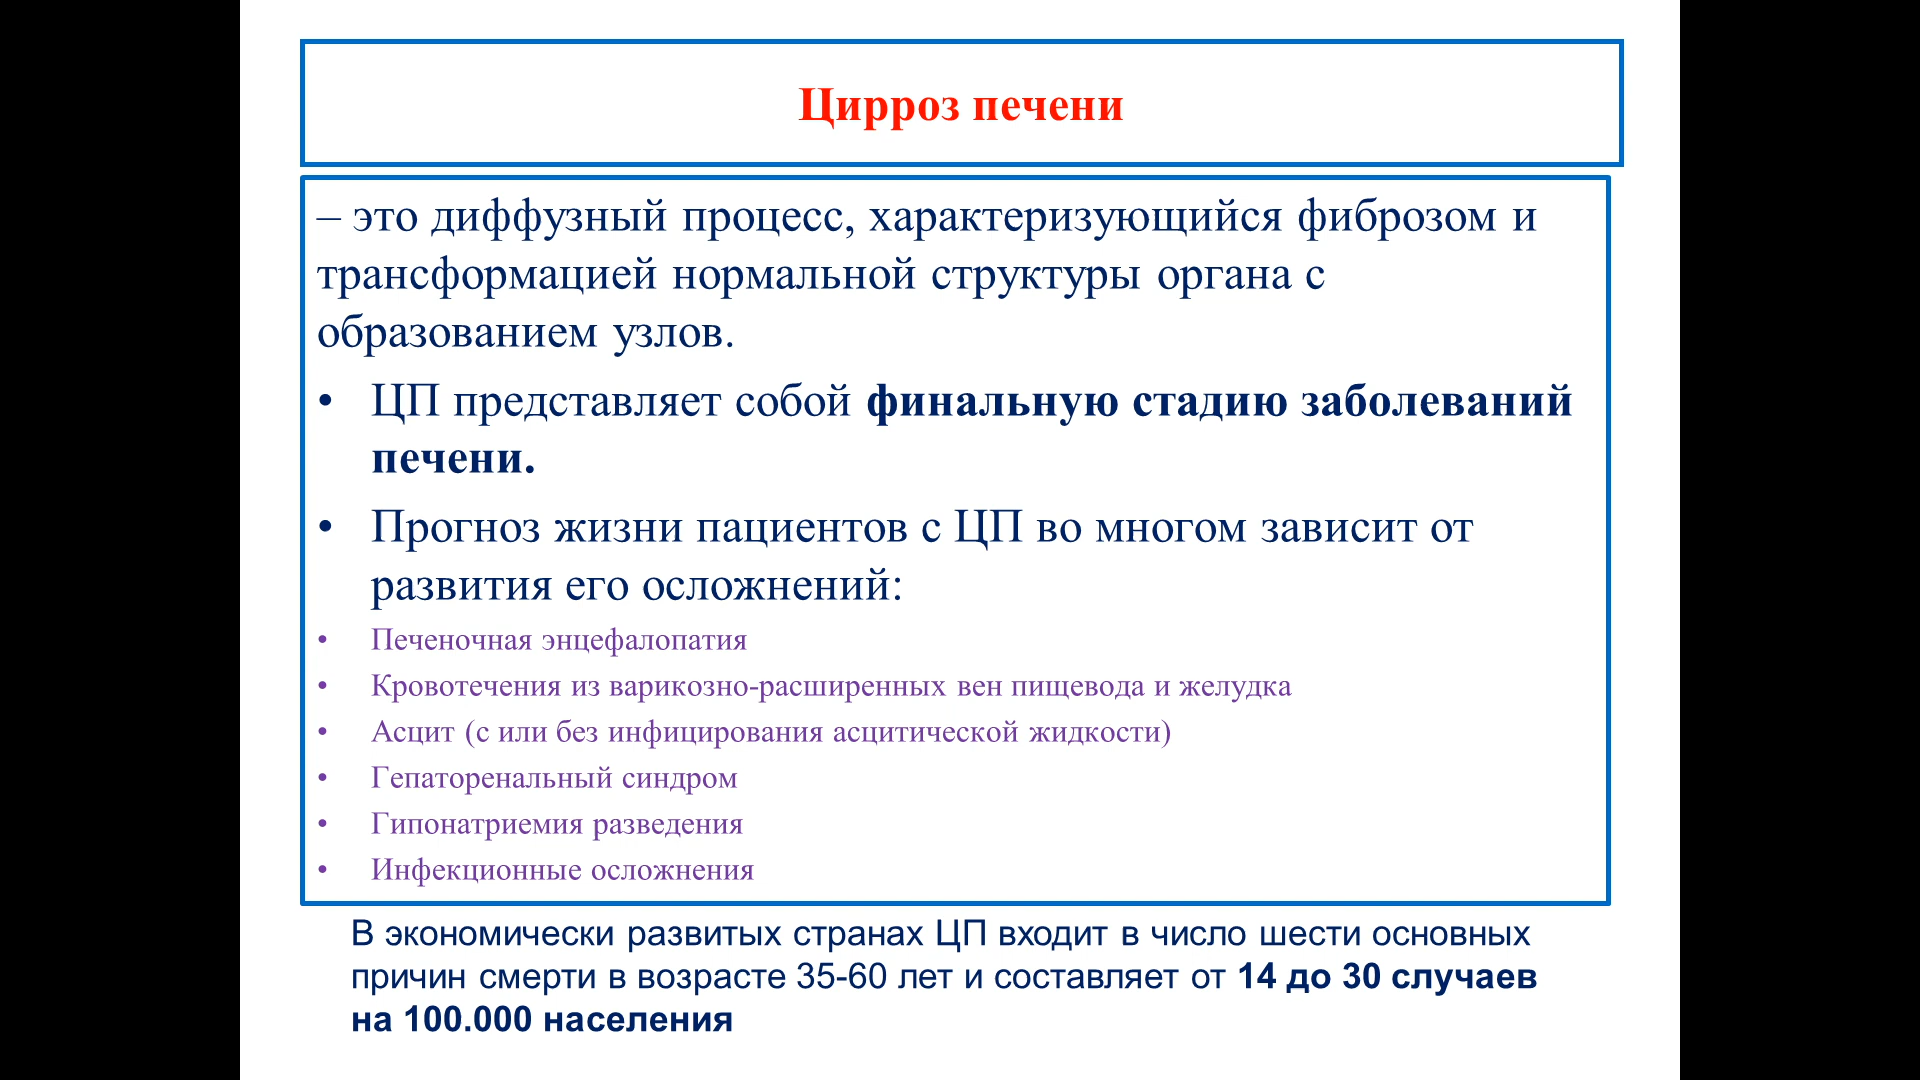 Цирроз печени
– это диффузный процесс, характеризующийся фиброзом и
трансформацией нормальной структуры органа с
образованием узлов.
• ЦП представляет собой финальную стадию заболеваний
печени.
• Прогноз жизни пациентов с ЦП во многом зависит от
развития его осложнений:
• Печеночная энцефалопатия
• Кровотечения из варикозно-расширенных вен пищевода и желудка
• Асцит (с или без инфицирования асцитической жидкости)
• Гепаторенальный синдром
• Гипонатриемия разведения
• Инфекционные осложнения
В экономически развитых странах ЦП входит в число шести основных
причин смерти в возрасте 35-60 лет и составляет от 14 до 30 случаев
на 100.000 населения